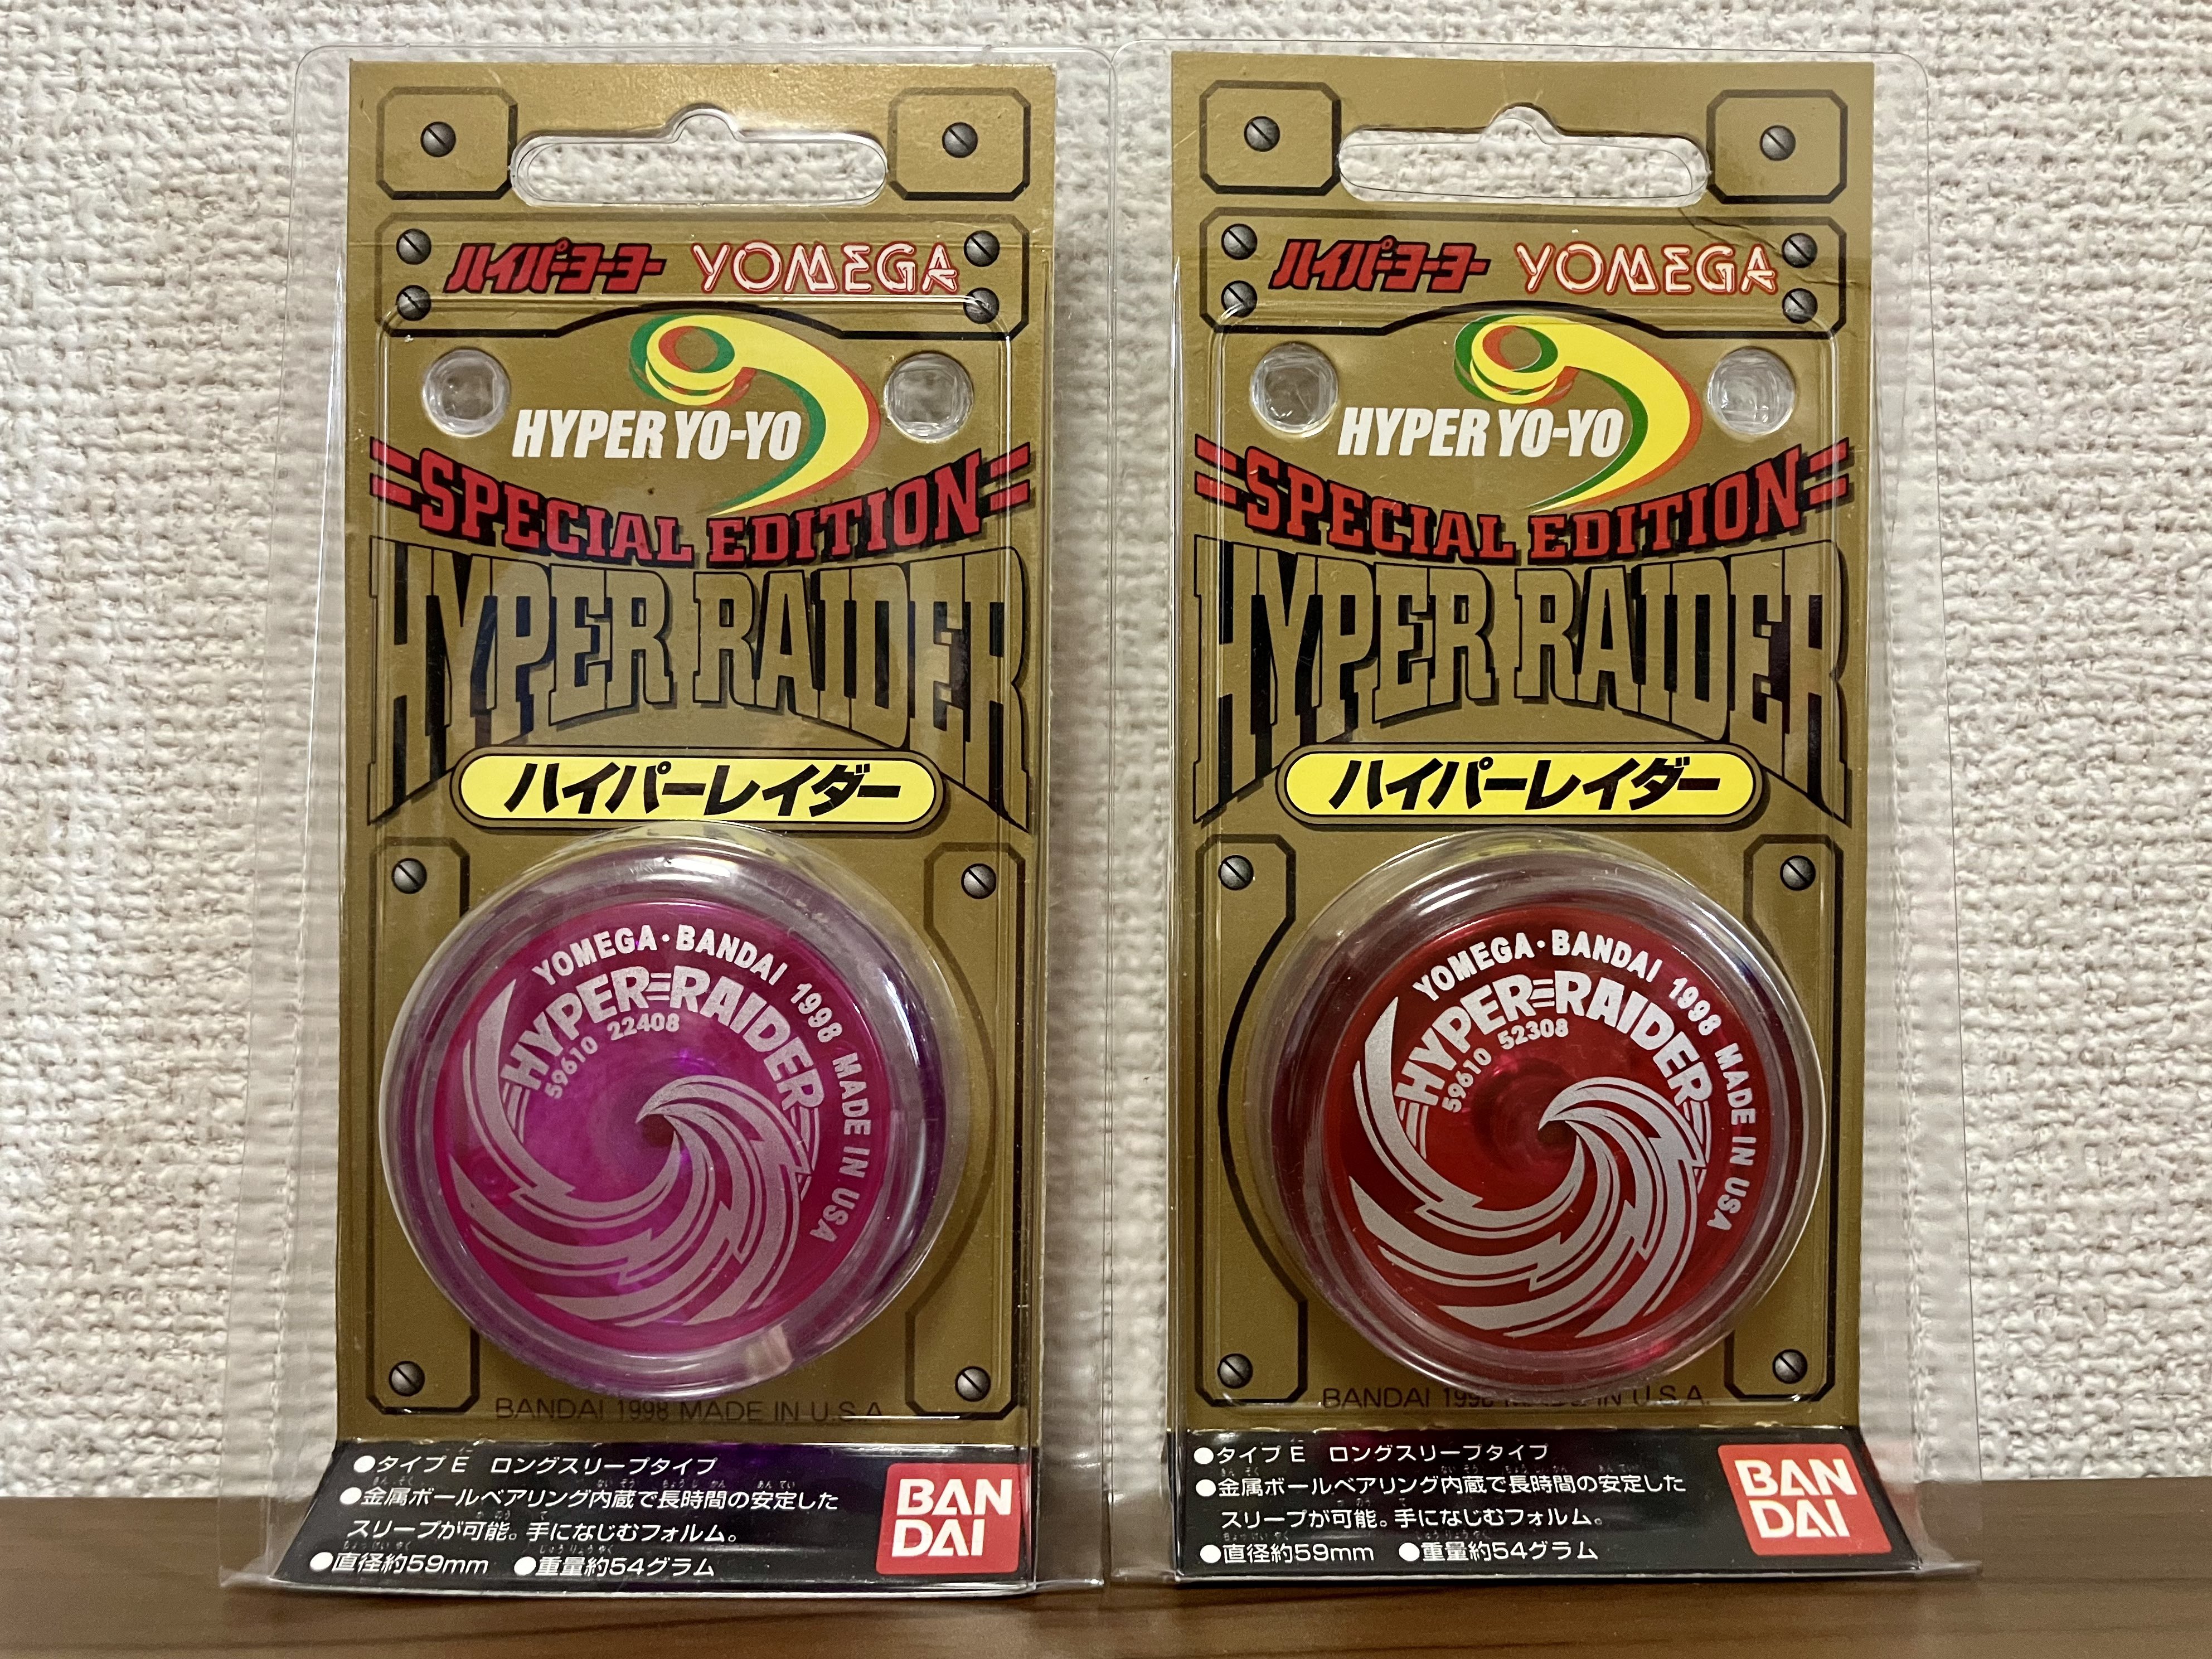 ハイパーヨーヨー YOMEGA
HYPER YO-YO
SPECIAL EDITION
HYPER RAIDER
ハイパーレイダー
YOMEGA・BANDAI 1998 MADE IN USA
HYPER RAIDER
59610 22408
BANDAI 1998 MADE IN U.S.A.
●タイプE ロングスリープタイプ
●金属ボールベアリング内蔵で長時間の安定した
スリープが可能。手になじむフォルム。
●直径約59mm ●重量約54グラム
BAN
DAI
ハイパーヨーヨー YOMEGA
HYPER YO-YO
SPECIAL EDITION
HYPER RAIDER
ハイパーレイダー
YOMEGA・BANDAI 1998 MADE IN USA
HYPER RAIDER
59610 52308
BANDAI 1998 MADE IN U.S.A.
●タイプE ロングスリープタイプ
●金属ボールベアリング内蔵で長時間の安定した
スリープが可能。手になじむフォルム。
●直径約59mm ●重量約54グラム
BAN
DAI